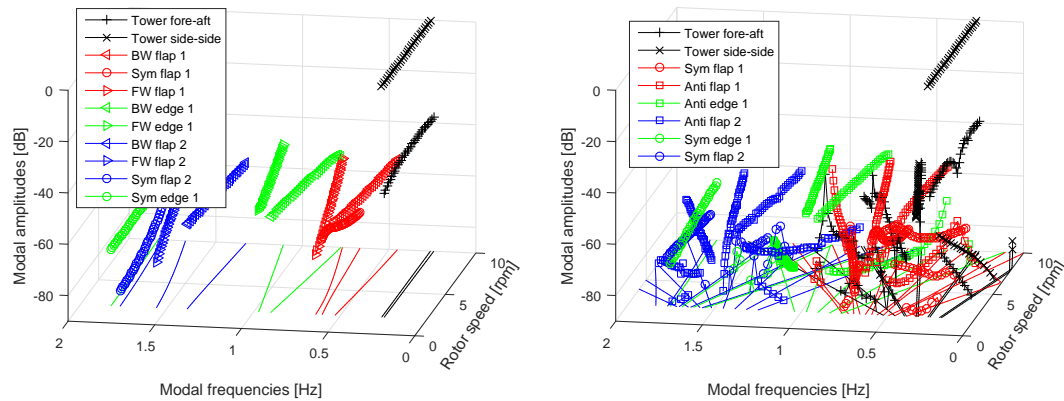 Tower fore-aft
Tower side-side
BW flap 1
Sym flap 1
FW flap 1
BW edge 1
FW edge 1
BW flap 2
FW flap 2
Sym flap 2
Sym edge 1
0
-20
-40
-60
-80
Modal amplitudes [dB]
2
1.5
1
0.5
0
Modal frequencies [Hz]
0
5
10
Rotor speed [rpm]
Tower fore-aft
Tower side-side
Sym flap 1
Anti flap 1
Anti edge 1
Anti flap 2
Sym edge 1
Sym flap 2
0
-20
-40
-60
-80
Modal amplitudes [dB]
2
1.5
1
0.5
0
Modal frequencies [Hz]
0
5
10
Rotor speed [rpm]